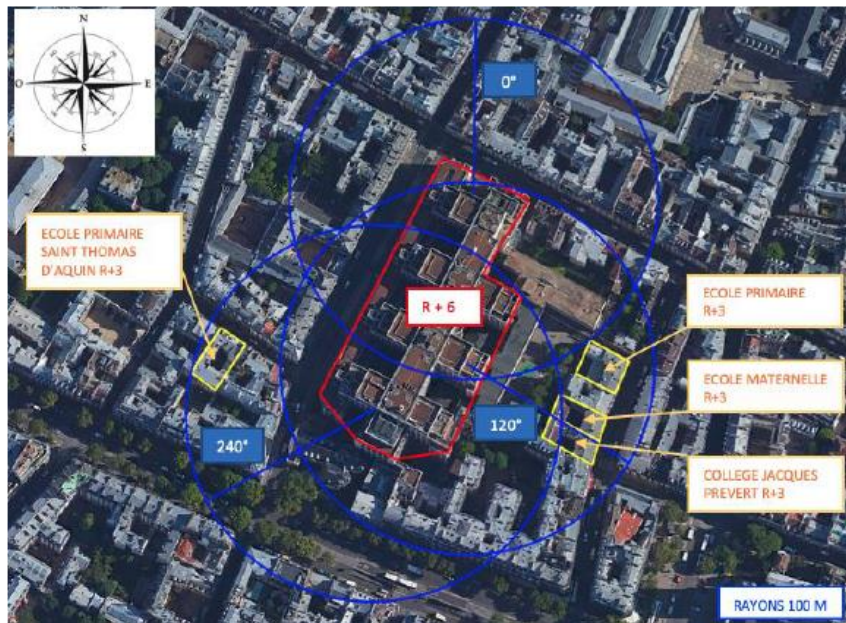 N
O
E
S
0°
ECOLE PRIMAIRE
SAINT THOMAS
D'AQUIN R+3
R + 6
ECOLE PRIMAIRE
R+3
ECOLE MATERNELLE
R+3
120°
240°
COLLEGE JACQUES
PREVERT R+3
RAYONS 100 M